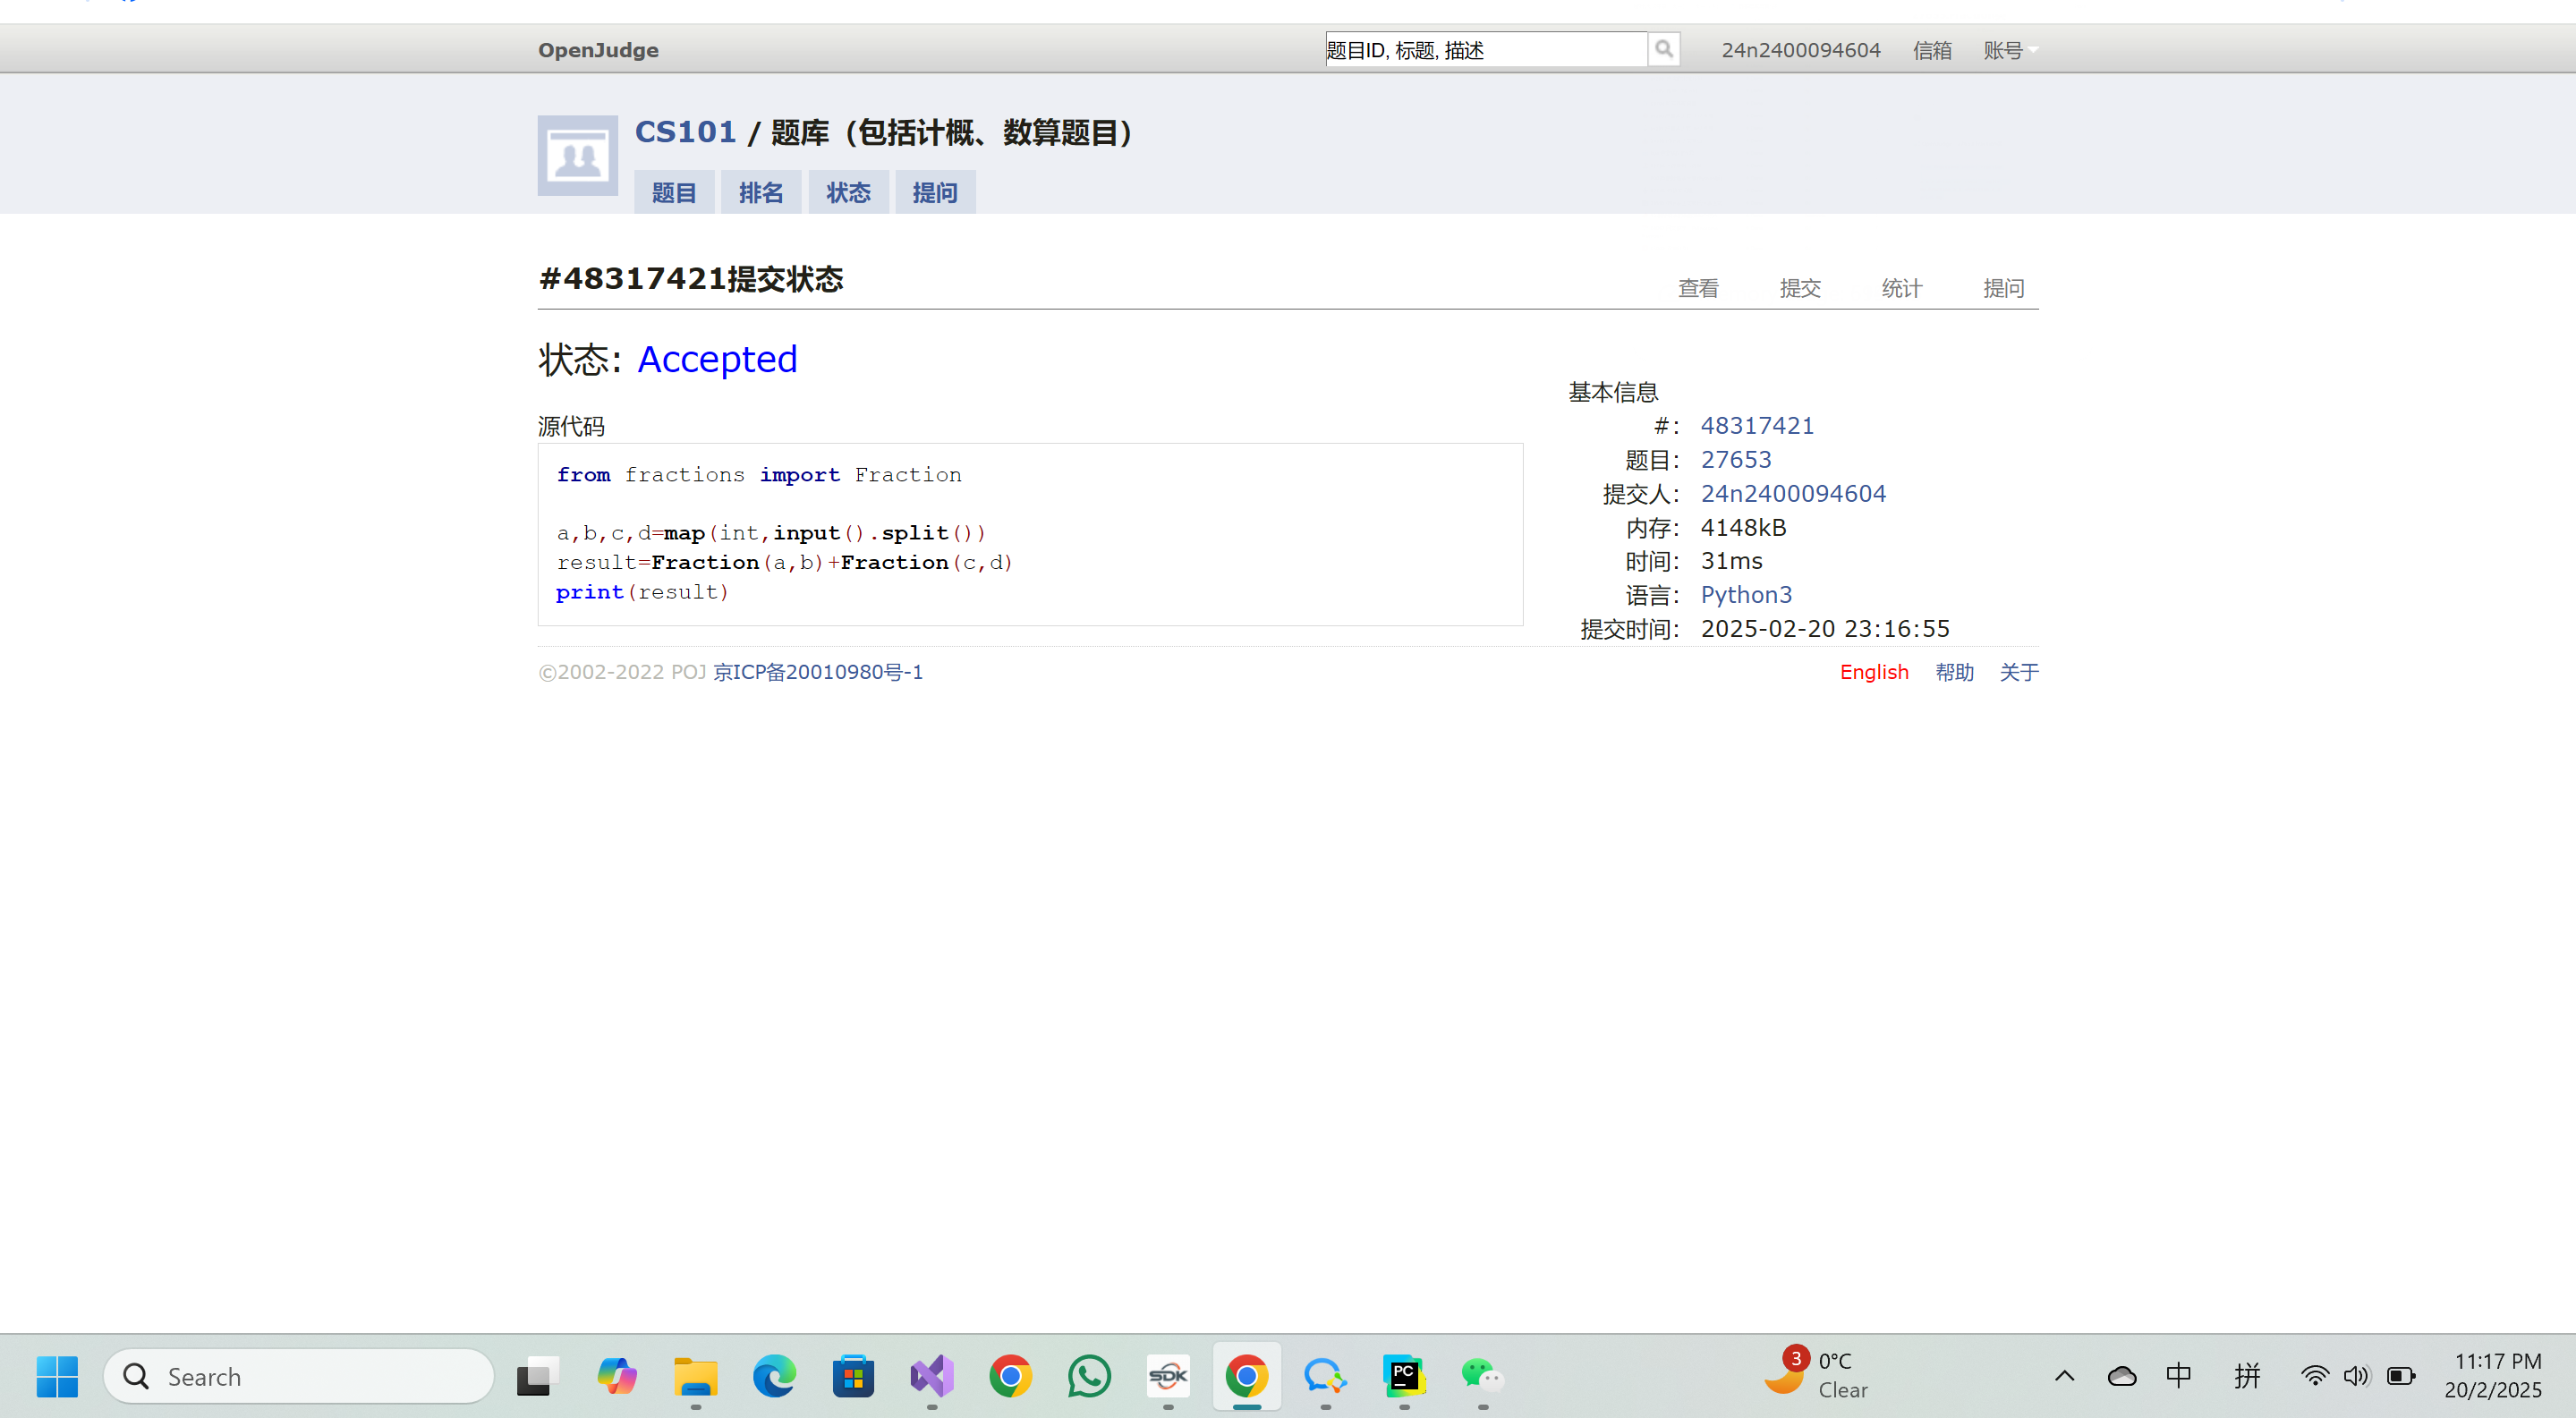 OpenJudge
题目ID, 标题, 描述
24n2400094604 信箱 账号
CS101 / 题库（包括计概、数算题目）
题目 排名 状态 提问
#48317421提交状态
查看 提交 统计 提问
状态: Accepted
源代码
from fractions import Fraction
a,b,c,d=map(int,input().split())
result=Fraction(a,b)+Fraction(c,d)
print(result)
基本信息
#: 48317421
题目: 27653
提交人: 24n2400094604
内存: 4148kB
时间: 31ms
语言: Python3
提交时间: 2025-02-20 23:16:55
©2002-2022 POJ 京ICP备20010980号-1
English 帮助 关于
Search
SDK
PC
3
0°C
Clear
中
拼
11:17 PM
20/2/2025